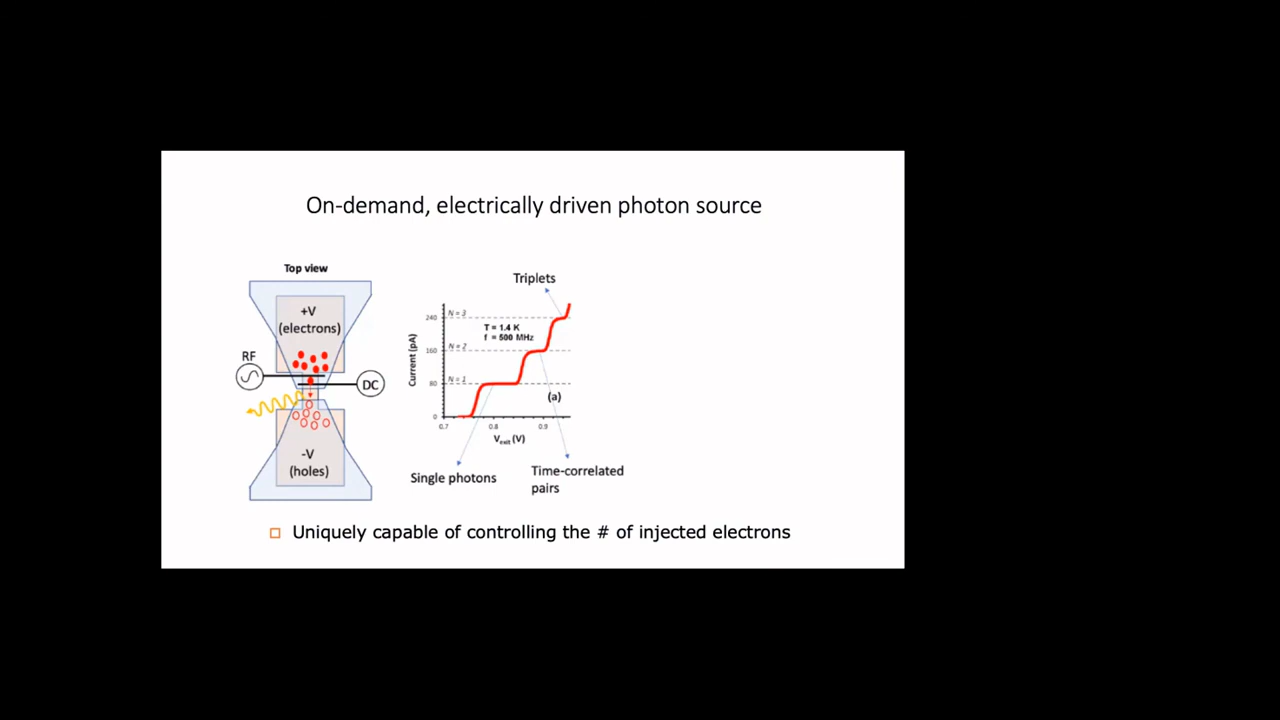 On-demand, electrically driven photon source
Top view
+V
(electrons)
RF
DC
-V
(holes)
Triplets
Current (pA)
240
160
80
0
N = 3
N = 2
N = 1
T = 1.4 K
f = 500 MHz
(a)
0.7
0.8
0.9
Vexit (V)
Single photons
Time-correlated
pairs
Uniquely capable of controlling the # of injected electrons